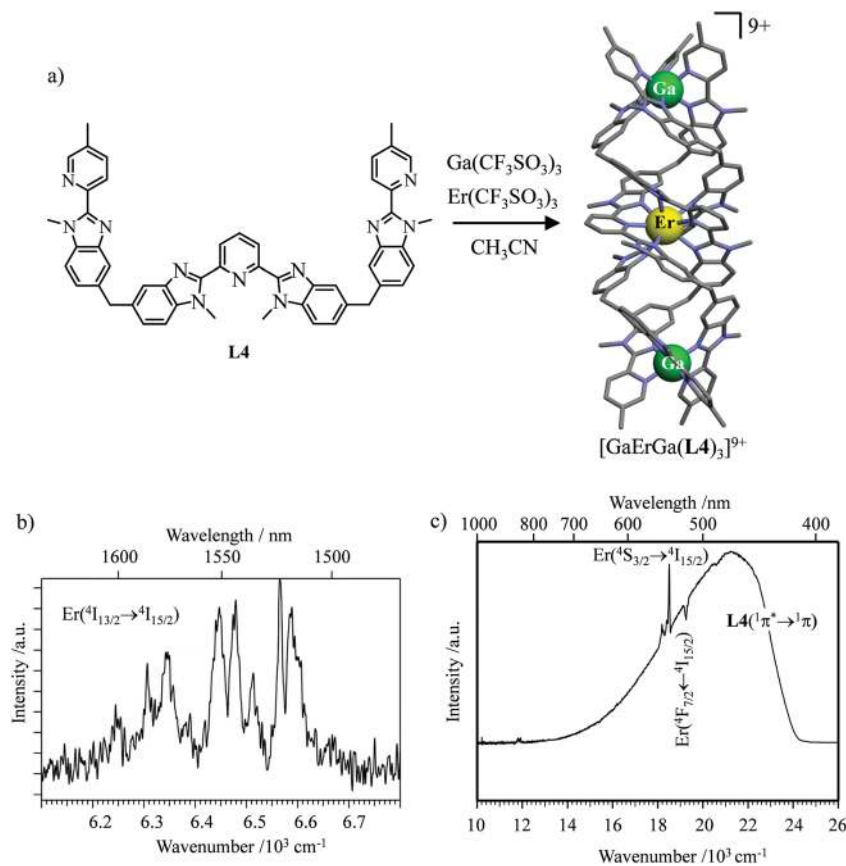 a)
N
N
N
N
N
N
N
N
N
N
N
L4
Ga(CF₃SO₃)₃
Er(CF₃SO₃)₃
CH₃CN
9+
Ga
Er
Ga
[GaErGa(L4)₃]⁹⁺
b)
Wavelength / nm
1600 1550 1500
Er(⁴I₁₃/₂→⁴I₁₅/₂)
Intensity /a.u.
6.2 6.3 6.4 6.5 6.6 6.7
Wavenumber /10³ cm⁻¹
c)
Wavelength /nm
1000 800 700 600 500 400
Er(⁴S₃/₂→⁴I₁₅/₂)
L4(¹π*→¹π)
Er(⁴F₇/₂←⁴I₁₅/₂)
Intensity /a.u.
10 12 14 16 18 20 22 24 26
Wavenumber /10³ cm⁻¹